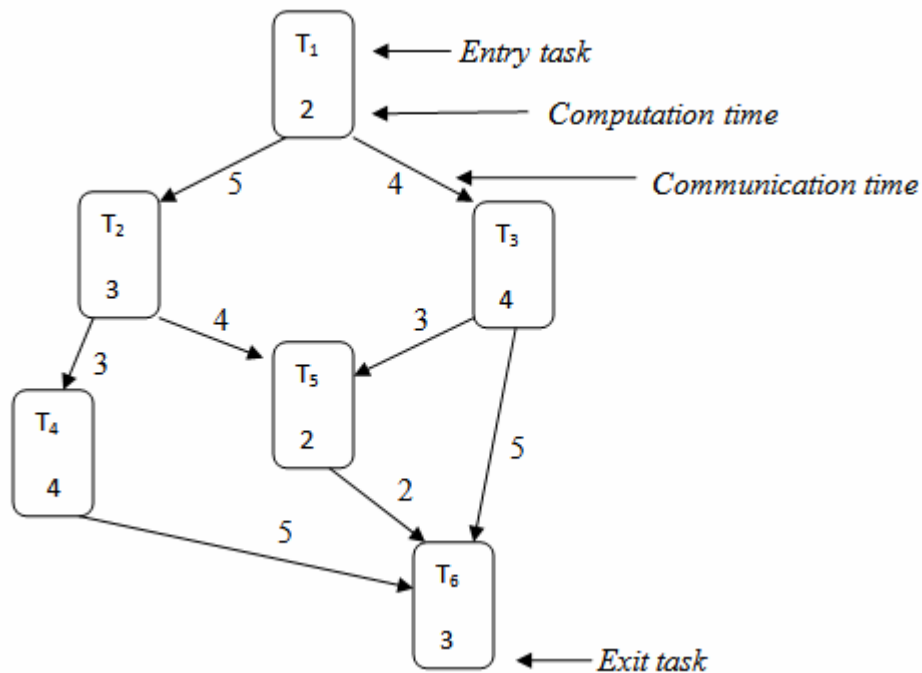 T₁
Entry task
2
Computation time
5
4
Communication time
T₂
T₃
3
4
4
3
3
T₅
T₄
2
5
4
2
5
T₆
3
Exit task